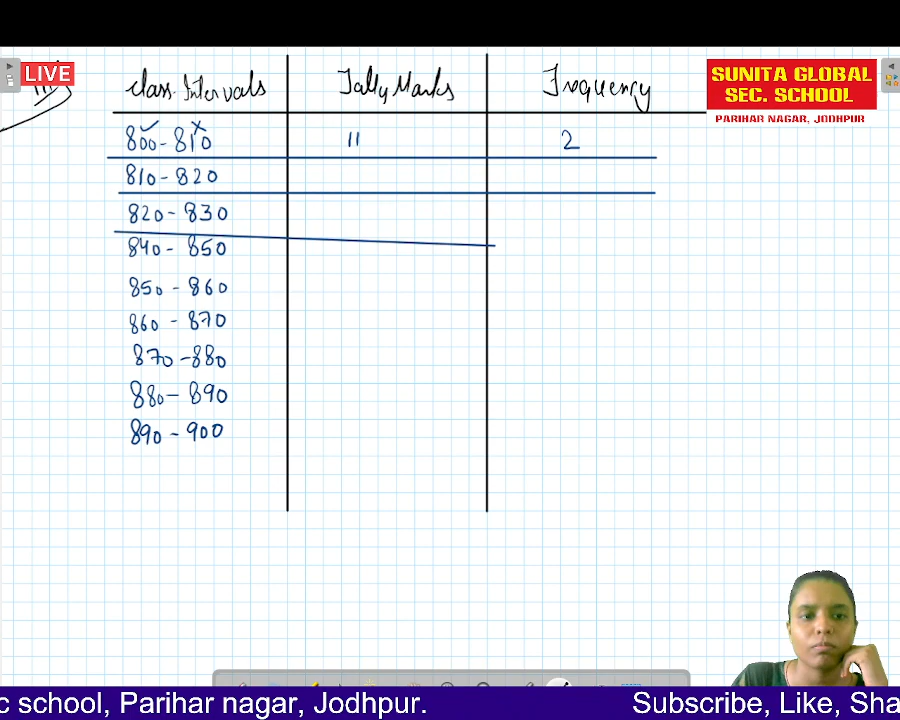 LIVE
SUNITA GLOBAL
SEC. SCHOOL
PARIHAR NAGAR, JODHPUR
Class Intervals Tally Marks Frequency
800-810 11 2
810-820
820-830
840-850
850-860
860-870
870-880
880-890
890-900
c school, Parihar nagar, Jodhpur. Subscribe, Like, Sha